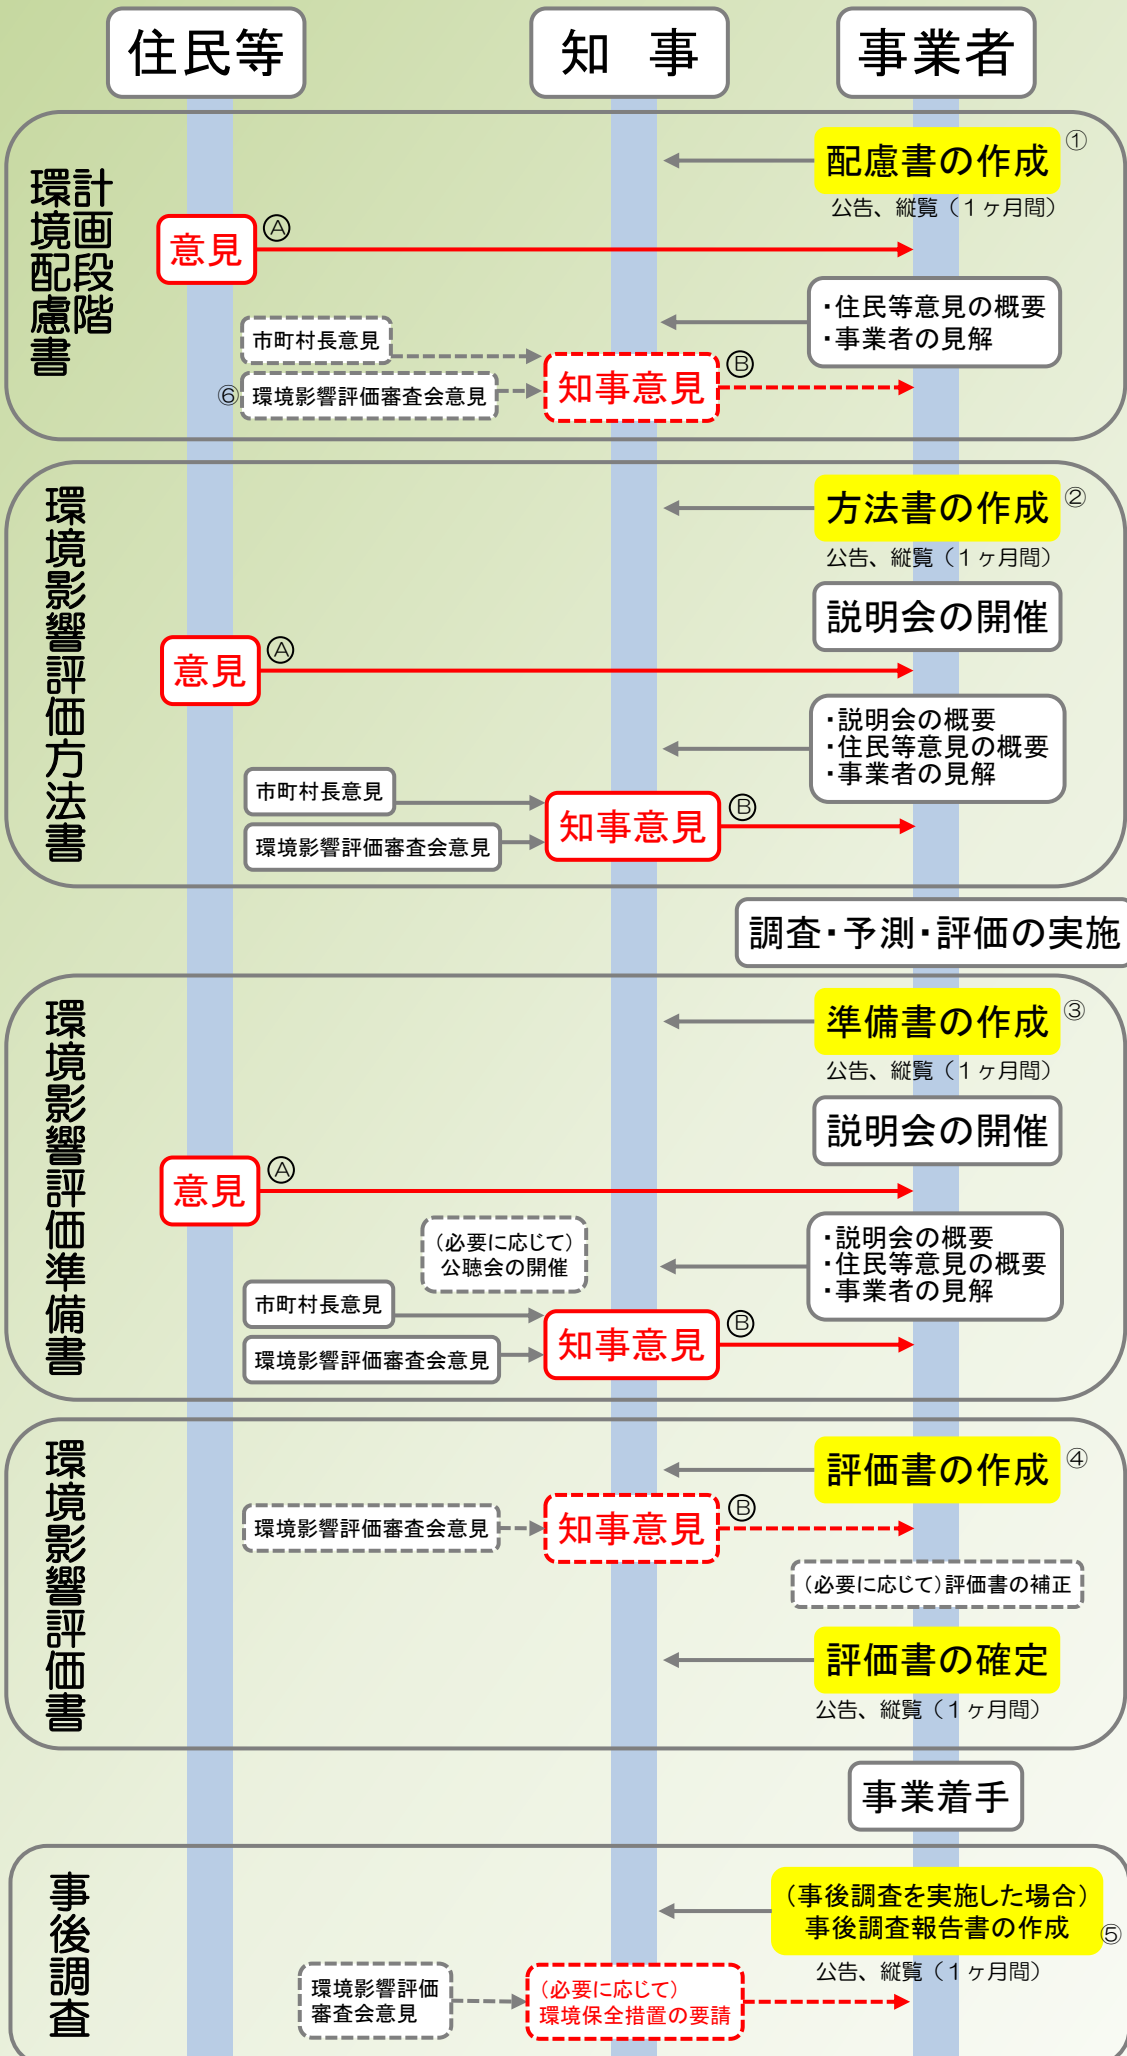 住民等
知　事
事業者
計画段階
環境配慮書
配慮書の作成 ①
公告、縦覧（１ヶ月間）
意見 Ⓐ
・住民等意見の概要
・事業者の見解
市町村長意見
⑥ 環境影響評価審査会意見
知事意見 Ⓑ
環境影響評価方法書
方法書の作成 ②
公告、縦覧（１ヶ月間）
説明会の開催
意見 Ⓐ
・説明会の概要
・住民等意見の概要
・事業者の見解
市町村長意見
環境影響評価審査会意見
知事意見 Ⓑ
調査・予測・評価の実施
環境影響評価準備書
準備書の作成 ③
公告、縦覧（１ヶ月間）
説明会の開催
意見 Ⓐ
（必要に応じて）
公聴会の開催
・説明会の概要
・住民等意見の概要
・事業者の見解
市町村長意見
環境影響評価審査会意見
知事意見 Ⓑ
環境影響評価書
評価書の作成 ④
環境影響評価審査会意見
知事意見 Ⓑ
（必要に応じて）評価書の補正
評価書の確定
公告、縦覧（１ヶ月間）
事業着手
事後調査
（事後調査を実施した場合）
事後調査報告書の作成 ⑤
公告、縦覧（１ヶ月間）
環境影響評価
審査会意見
（必要に応じて）
環境保全措置の要請